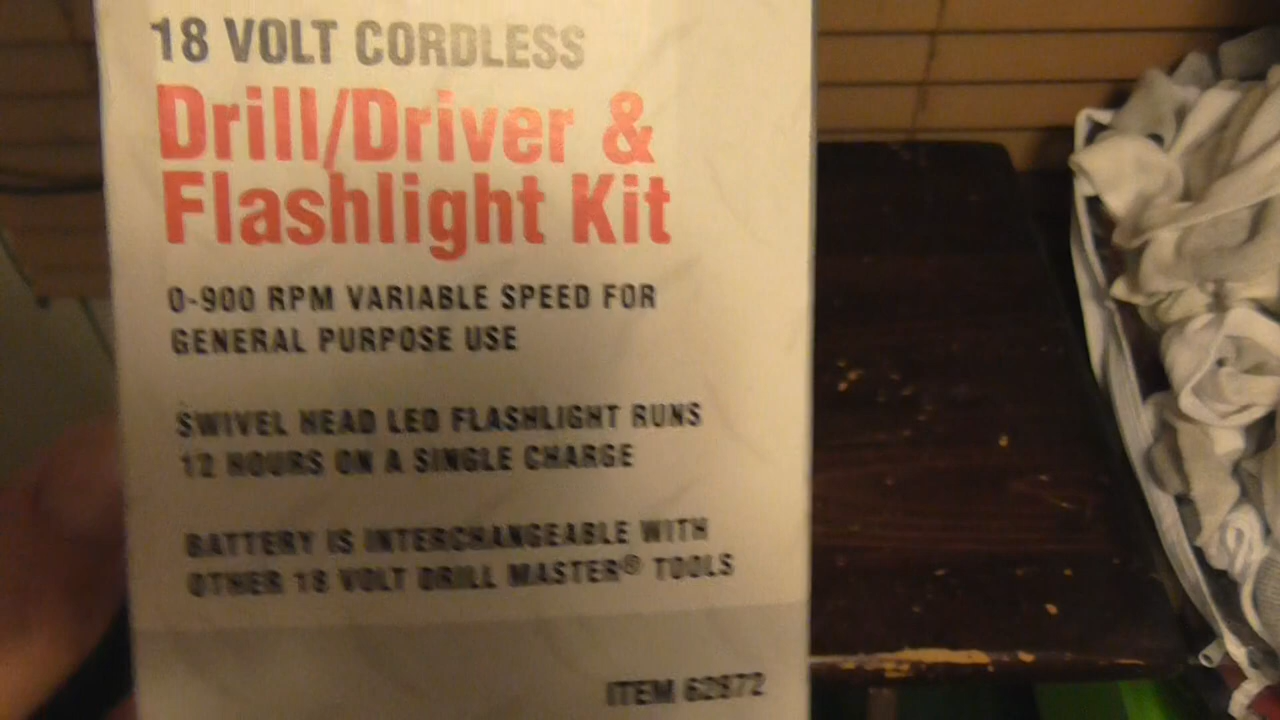 18 VOLT CORDLESS
Drill/Driver &
Flashlight Kit
0-900 RPM VARIABLE SPEED FOR
GENERAL PURPOSE USE
SWIVEL HEAD LED FLASHLIGHT RUNS
12 HOURS ON A SINGLE CHARGE
BATTERY IS INTERCHANGEABLE WITH
OTHER 18 VOLT DRILL MASTER® TOOLS
ITEM 62872